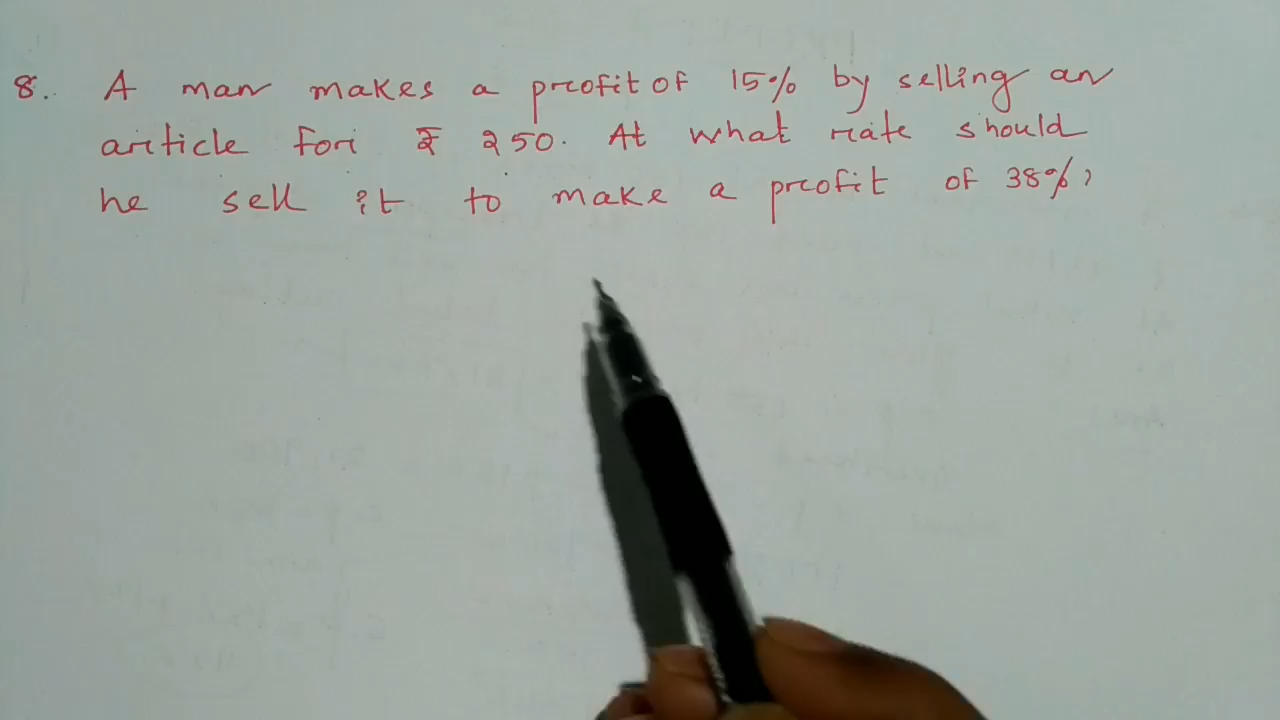 8. A man makes a profit of 15% by selling an
article for ₹ 250. At what rate should
he sell it to make a profit of 38%?